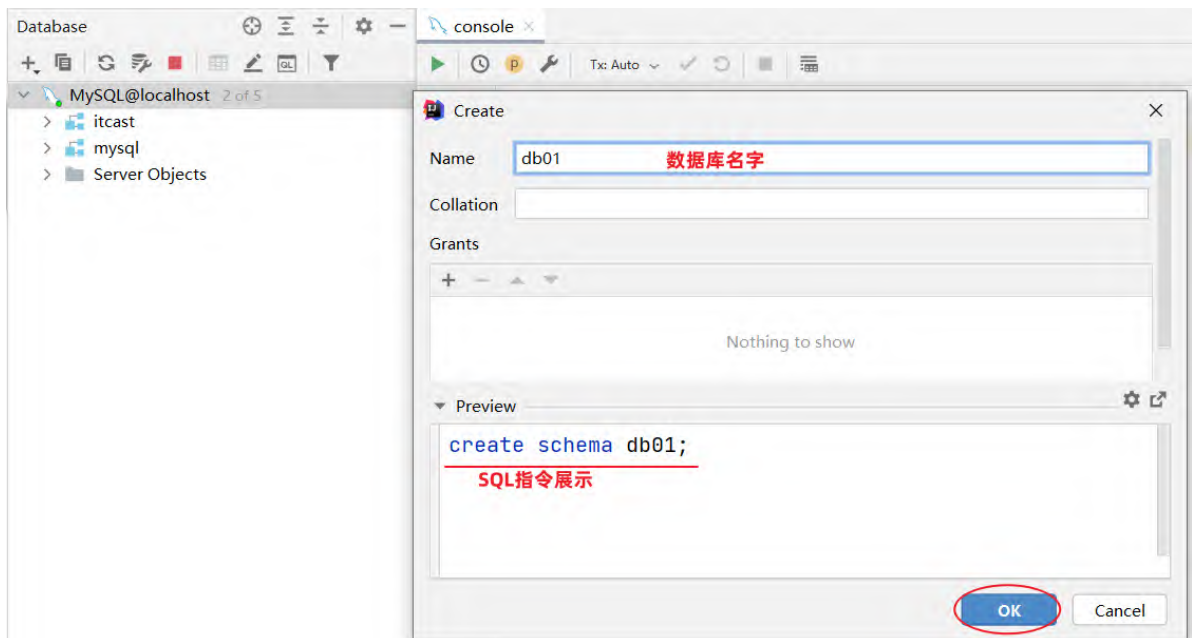 Database
console
Tx: Auto
MySQL@localhost 2 of 5
itcast
mysql
Server Objects
Create
Name db01 数据库名字
Collation
Grants
Nothing to show
Preview
create schema db01;
SQL指令展示
OK Cancel